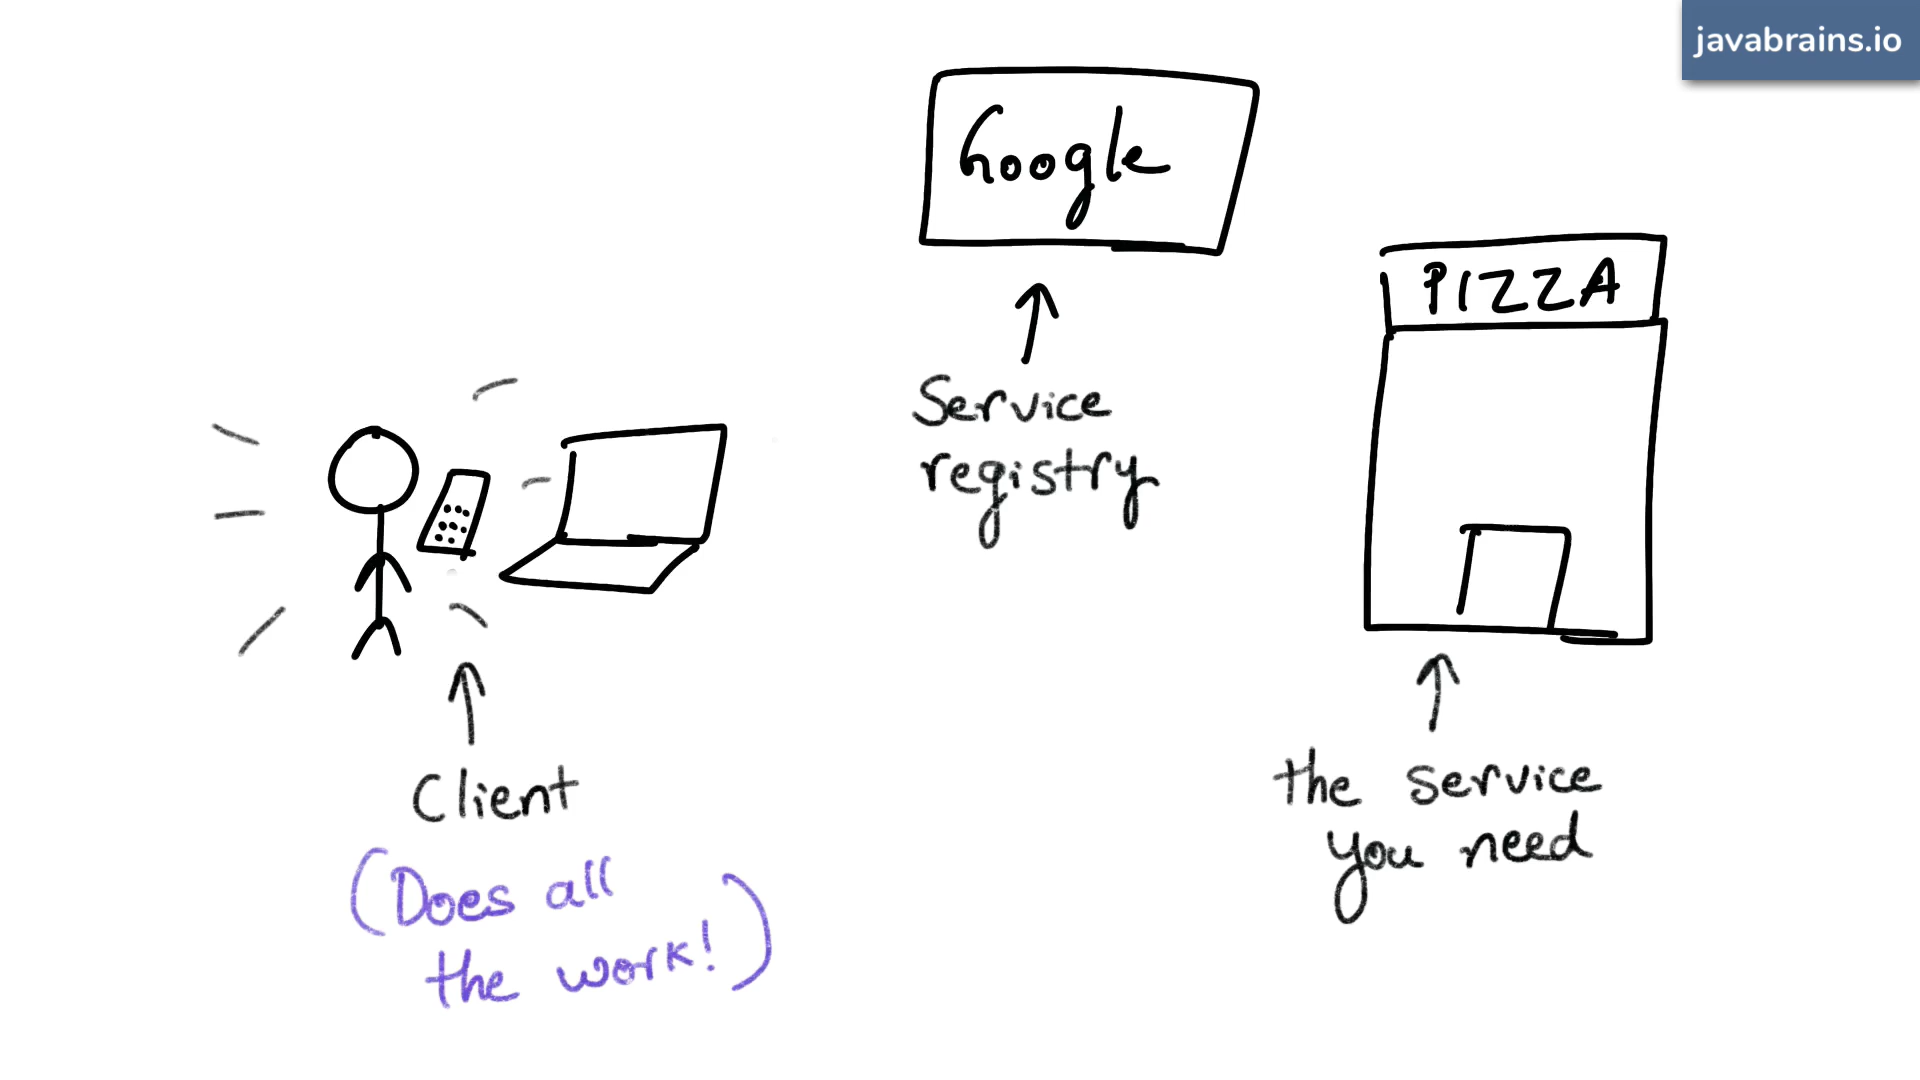 javabrains.io
Google
PIZZA
Service
registry
Client
(Does all
the work!)
the service
you need